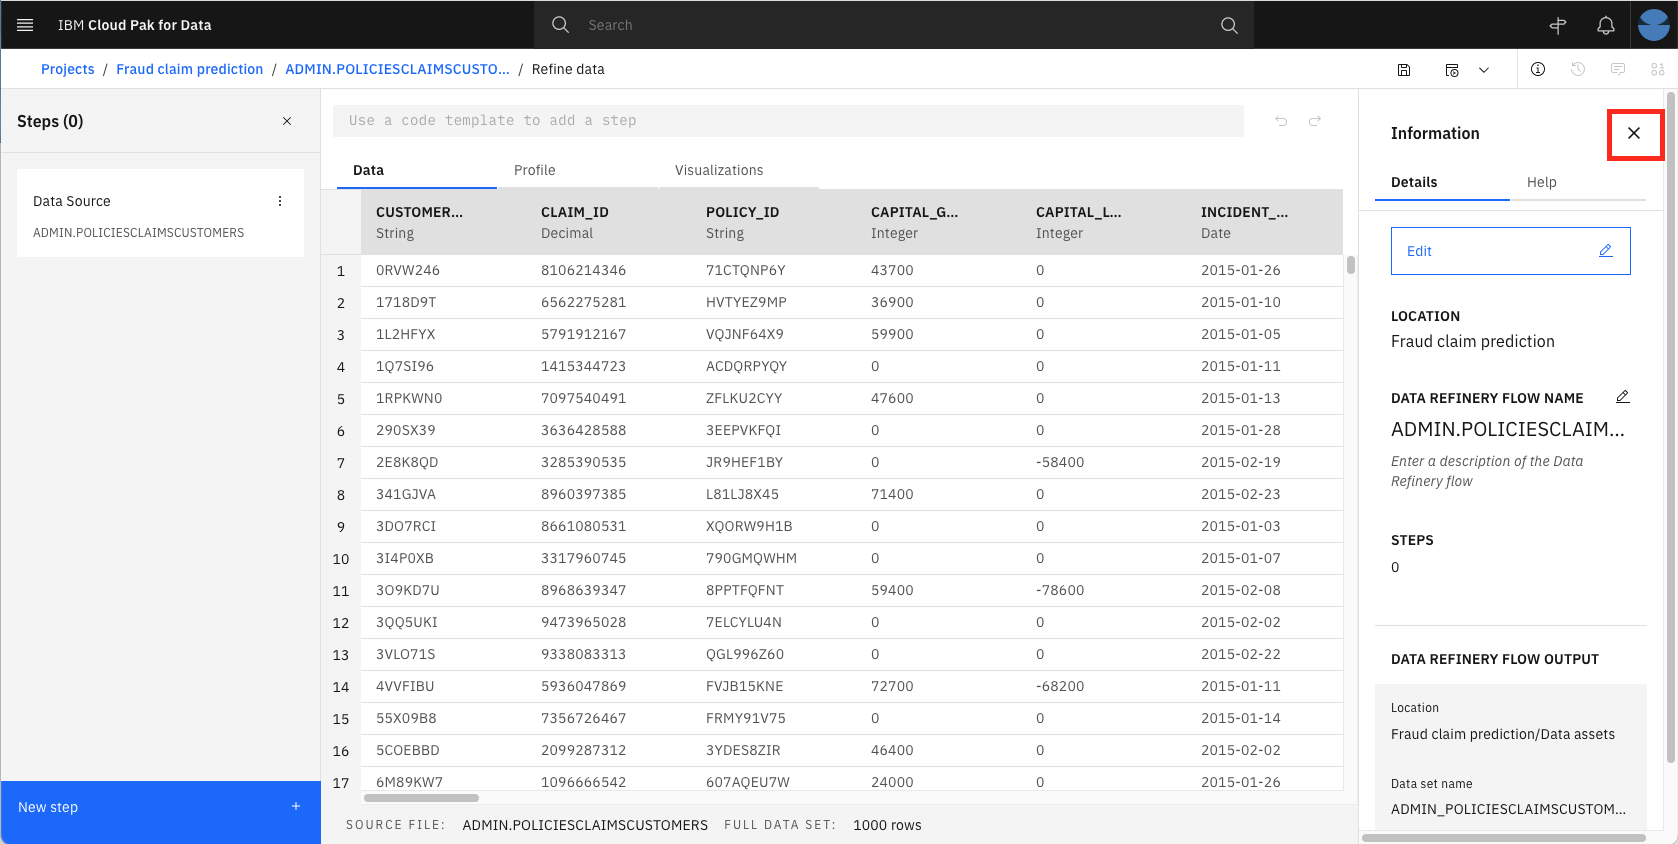 IBM Cloud Pak for Data
Search
Projects / Fraud claim prediction / ADMIN.POLICIESCLAIMSCUSTO... / Refine data
Steps (0)
Data Source
ADMIN.POLICIESCLAIMSCUSTOMERS
New step +
Use a code template to add a step
Data Profile Visualizations
CUSTOMER... CLAIM_ID POLICY_ID CAPITAL_G... CAPITAL_L... INCIDENT_...
String Decimal String Integer Integer Date
1 0RVW246 8106214346 71CTQNP6Y 43700 0 2015-01-26
2 1718D9T 6562275281 HVTYEZ9MP 36900 0 2015-01-10
3 1L2HFYX 5791912167 VQJNF64X9 59900 0 2015-01-05
4 1Q7SI96 1415344723 ACDQRPYQY 0 0 2015-01-11
5 1RPKWN0 7097540491 ZFLKU2CYY 47600 0 2015-01-13
6 290SX39 3636428588 3EEPVKFQI 0 0 2015-01-28
7 2E8K8QD 3285390535 JR9HEF1BY 0 -58400 2015-02-19
8 341GJVA 8960397385 L81LJ8X45 71400 0 2015-02-23
9 3DO7RCI 8661080531 XQORW9H1B 0 0 2015-01-03
10 3I4P0XB 3317960745 790GMQWHM 0 0 2015-01-07
11 3O9KD7U 8968639347 8PPTFQFNT 59400 -78600 2015-02-08
12 3QQ5UKI 9473965028 7ELCYLU4N 0 0 2015-02-02
13 3VLO71S 9338083313 QGL996Z60 0 0 2015-02-22
14 4VVFIBU 5936047869 FVJB15KNE 72700 -68200 2015-01-11
15 55X09B8 7356726467 FRMY91V75 0 0 2015-01-14
16 5COEBBD 2099287312 3YDES8ZIR 46400 0 2015-02-02
17 6M89KW7 1096666542 607AQEU7W 24000 0 2015-01-26
SOURCE FILE: ADMIN.POLICIESCLAIMSCUSTOMERS FULL DATA SET: 1000 rows
Information
Details Help
Edit
LOCATION
Fraud claim prediction
DATA REFINERY FLOW NAME
ADMIN.POLICIESCLAIM...
Enter a description of the Data
Refinery flow
STEPS
0
DATA REFINERY FLOW OUTPUT
Location
Fraud claim prediction/Data assets
Data set name
ADMIN_POLICIESCLAIMSCUSTOM...